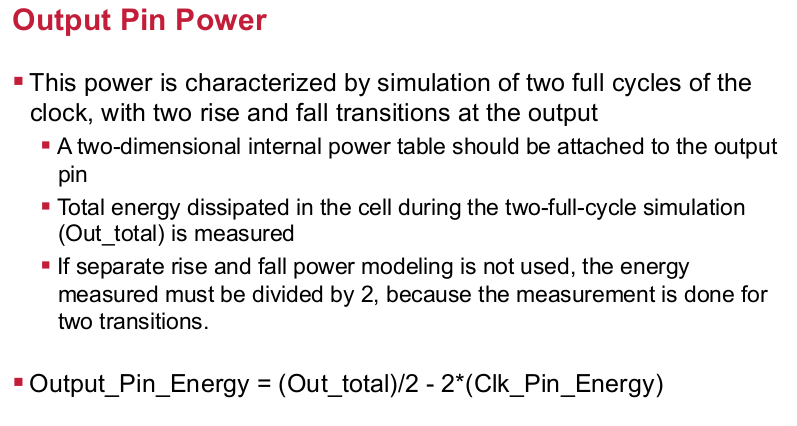 Output Pin Power
This power is characterized by simulation of two full cycles of the
clock, with two rise and fall transitions at the output
A two-dimensional internal power table should be attached to the output
pin
Total energy dissipated in the cell during the two-full-cycle simulation
(Out_total) is measured
If separate rise and fall power modeling is not used, the energy
measured must be divided by 2, because the measurement is done for
two transitions.
Output_Pin_Energy = (Out_total)/2 - 2*(Clk_Pin_Energy)